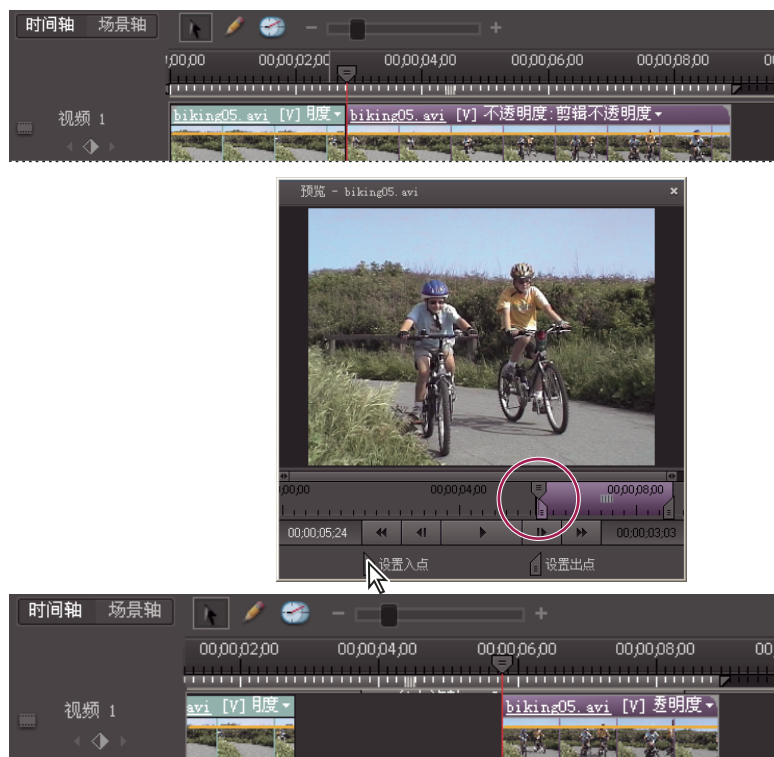 时间轴 场景轴
00;00 00;00;02;00 00;00;04;00 00;00;06;00 00;00;08;00 0
视频 1
biking05.avi [V] 明度 biking05.avi [V] 不透明度:剪辑不透明度
预览 - biking05.avi ×
;00;00 00;00;04;00 00;00;08;00
00;00;05;24 00;00;03;03
设置入点 设置出点
时间轴 场景轴
00;00;02;00 00;00;04;00 00;00;06;00 00;00;08;00 00
视频 1
avi [V] 明度 biking05.avi [V] 透明度